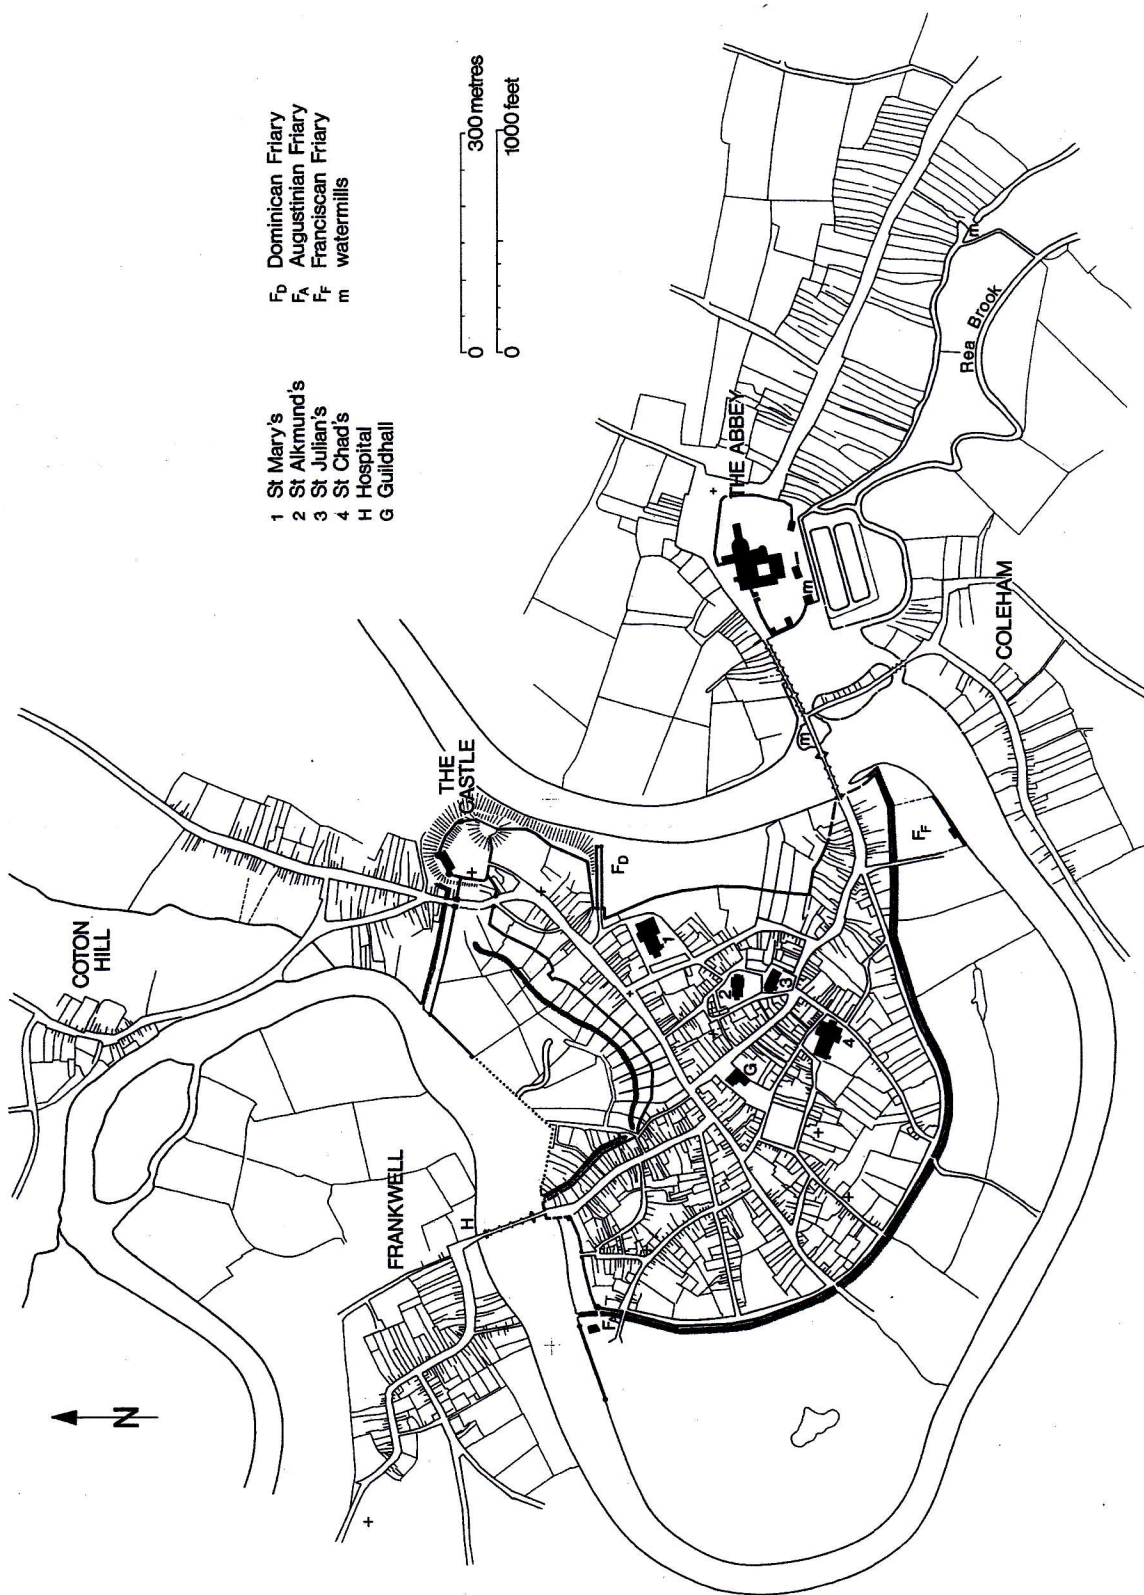 COTON
HILL
N
FRANKWELL
H
THE
CASTLE
1 St Mary's
2 St Alkmund's
3 St Julian's
4 St Chad's
H Hospital
G Guildhall
FD Dominican Friary
FA Augustinian Friary
FF Franciscan Friary
m watermills
0 300 metres
0 1000 feet
FD
1
2
3
G
4
FA
FF
m
THE ABBEY
m
COLEHAM
Rea Brook
m